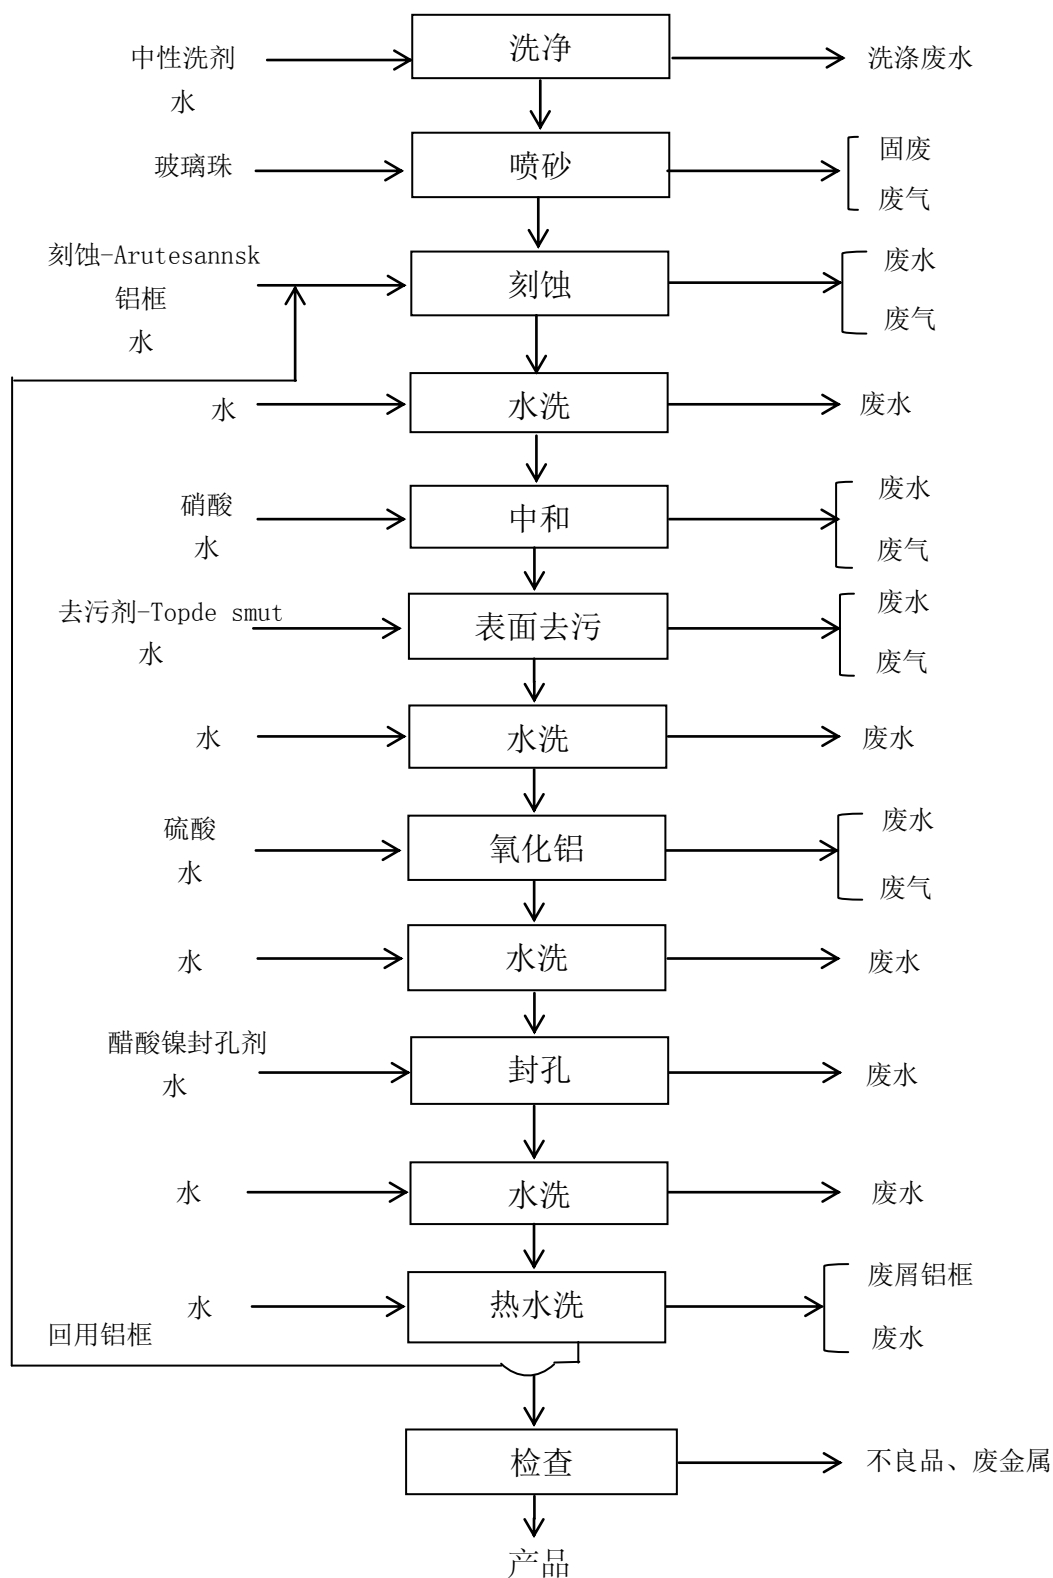 中性洗剂
水
洗净
洗涤废水
玻璃珠
喷砂
固废
废气
刻蚀-Arutesannsk
铝框
水
刻蚀
废水
废气
水
水洗
废水
硝酸
水
中和
废水
废气
去污剂-Topde smut
水
表面去污
废水
废气
水
水洗
废水
硫酸
水
氧化铝
废水
废气
水
水洗
废水
醋酸镍封孔剂
水
封孔
废水
水
水洗
废水
水
热水洗
废屑铝框
废水
回用铝框
检查
不良品、废金属
产品